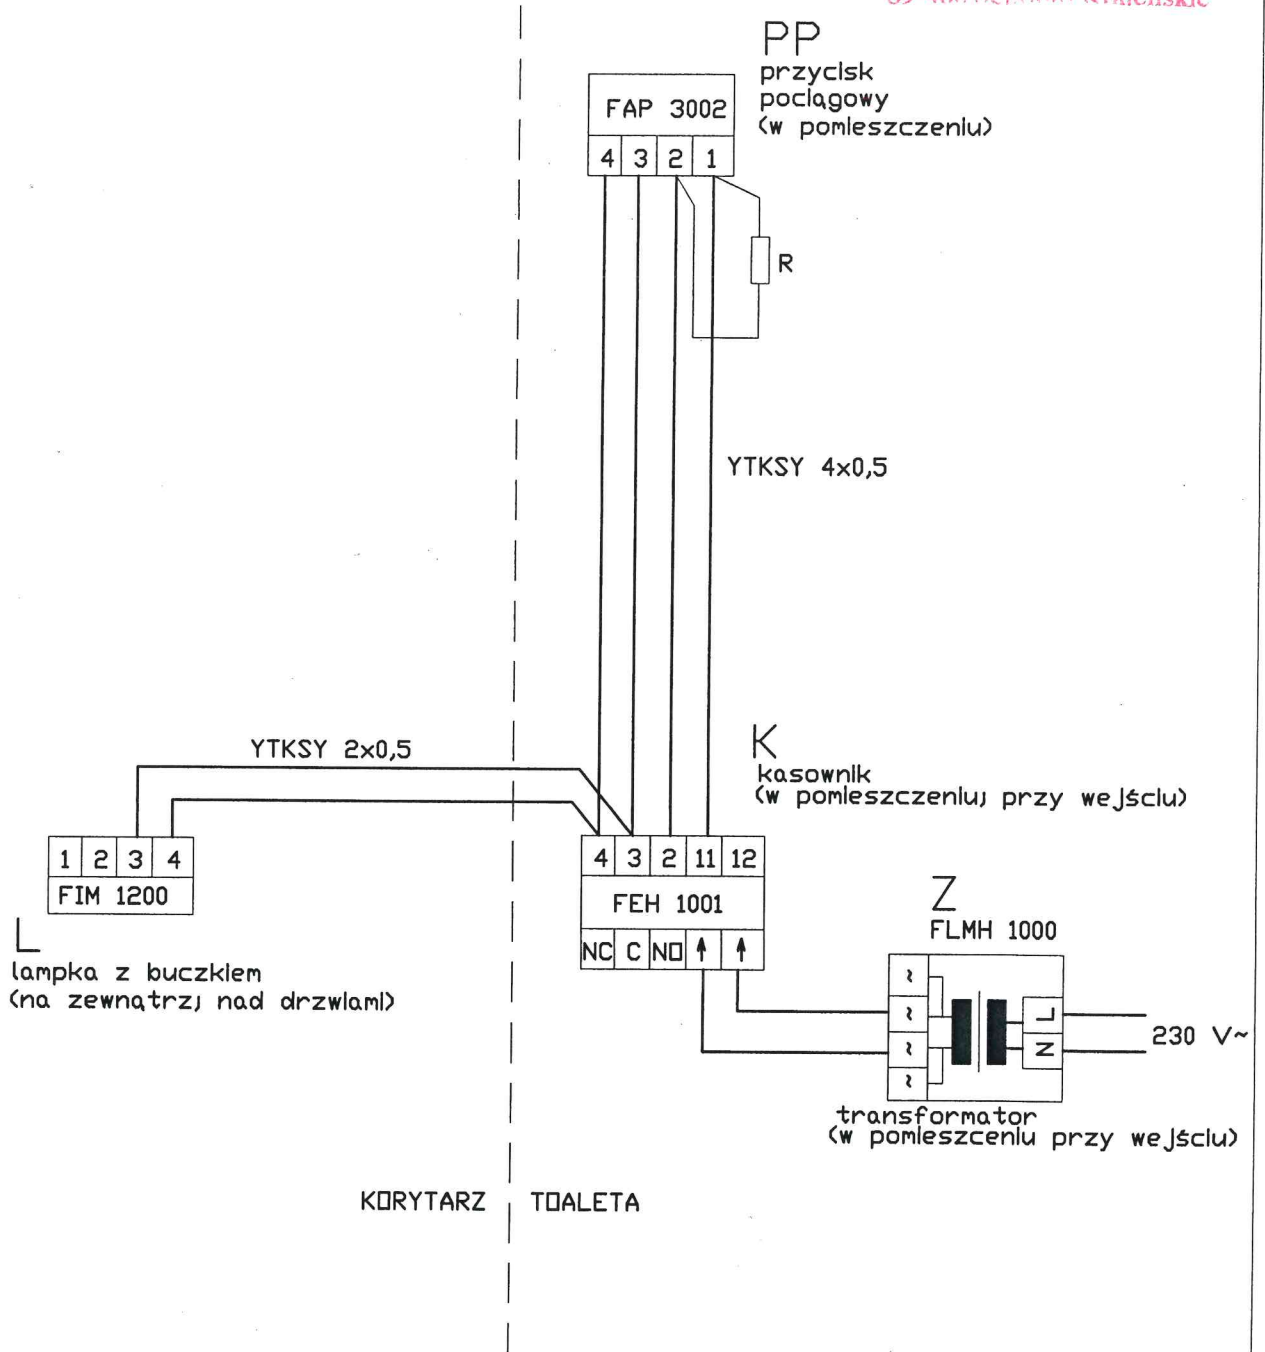 PP
przycisk
pociągowy
(w pomieszczeniu)
FAP 3002
4 3 2 1
R
YTKSY 4x0,5
YTKSY 2x0,5
K
kasownik
(w pomieszczeniu; przy wejściu)
1 2 3 4
FIM 1200
4 3 2 11 12
FEH 1001
NC C NO ↑ ↑
L
lampka z buczkiem
(na zewnątrz; nad drzwiami)
Z
FLMH 1000
~
~
~
~
L
N
230 V~
transformator
(w pomieszceniu przy wejściu)
KORYTARZ
TOALETA